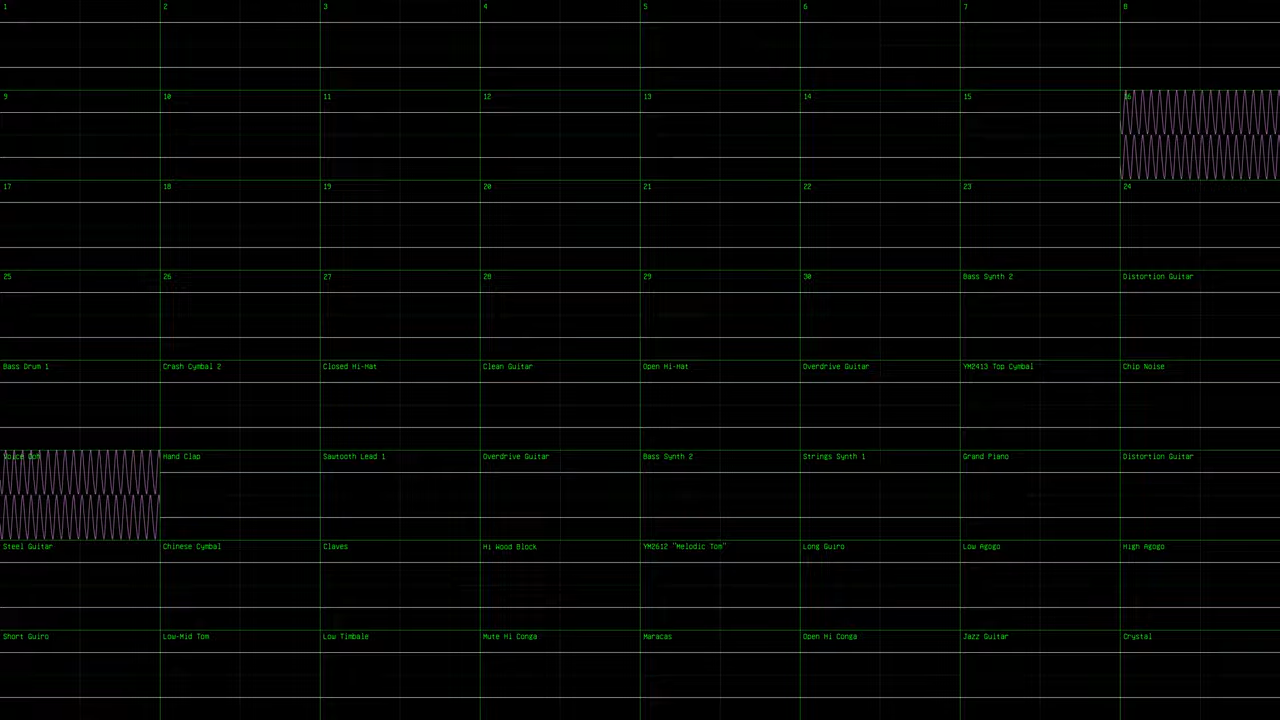 1 2 3 4 5 6 7 8
9 10 11 12 13 14 15 16
17 18 19 20 21 22 23 24
25 26 27 28 29 30 Bass Synth 2 Distortion Guitar
Bass Drum 1 Crash Cymbal 2 Closed Hi-Hat Clean Guitar Open Hi-Hat Overdrive Guitar YM2413 Top Cymbal Chip Noise
Voice Ooh Hand Clap Sawtooth Lead 1 Overdrive Guitar Bass Synth 2 Strings Synth 1 Grand Piano Distortion Guitar
Steel Guitar Chinese Cymbal Claves Hi Wood Block YM2612 "Melodic Tom" Long Guiro Low Agogo High Agogo
Short Guiro Low-Mid Tom Low Timbale Mute Hi Conga Maracas Open Hi Conga Jazz Guitar Crystal